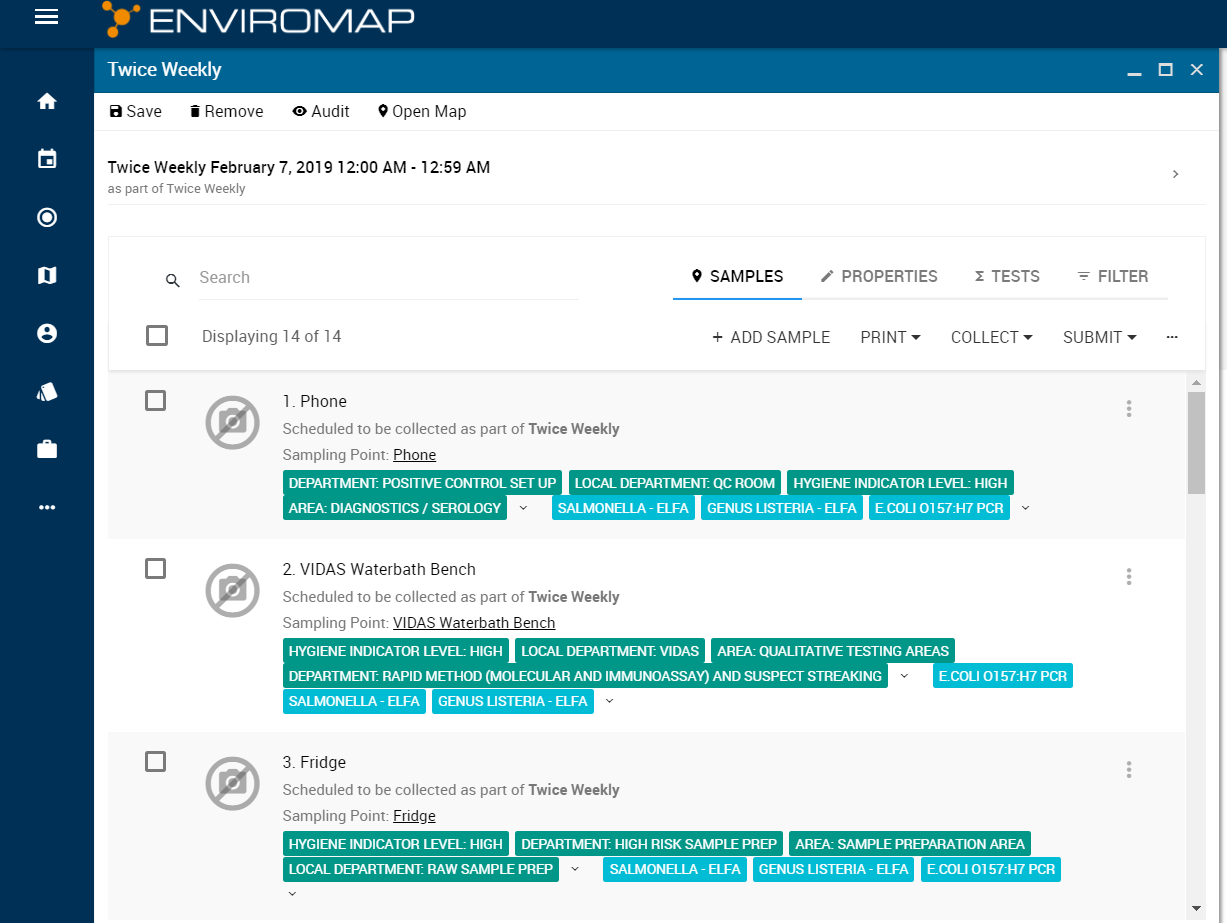 ENVIROMAP
Twice Weekly
Save Remove Audit Open Map
Twice Weekly February 7, 2019 12:00 AM - 12:59 AM
as part of Twice Weekly
Search SAMPLES PROPERTIES TESTS FILTER
Displaying 14 of 14 + ADD SAMPLE PRINT COLLECT SUBMIT ...
1. Phone
Scheduled to be collected as part of Twice Weekly
Sampling Point: Phone
DEPARTMENT: POSITIVE CONTROL SET UP LOCAL DEPARTMENT: QC ROOM HYGIENE INDICATOR LEVEL: HIGH
AREA: DIAGNOSTICS / SEROLOGY SALMONELLA - ELFA GENUS LISTERIA - ELFA E.COLI O157:H7 PCR
2. VIDAS Waterbath Bench
Scheduled to be collected as part of Twice Weekly
Sampling Point: VIDAS Waterbath Bench
HYGIENE INDICATOR LEVEL: HIGH LOCAL DEPARTMENT: VIDAS AREA: QUALITATIVE TESTING AREAS
DEPARTMENT: RAPID METHOD (MOLECULAR AND IMMUNOASSAY) AND SUSPECT STREAKING E.COLI O157:H7 PCR
SALMONELLA - ELFA GENUS LISTERIA - ELFA
3. Fridge
Scheduled to be collected as part of Twice Weekly
Sampling Point: Fridge
HYGIENE INDICATOR LEVEL: HIGH DEPARTMENT: HIGH RISK SAMPLE PREP AREA: SAMPLE PREPARATION AREA
LOCAL DEPARTMENT: RAW SAMPLE PREP SALMONELLA - ELFA GENUS LISTERIA - ELFA E.COLI O157:H7 PCR